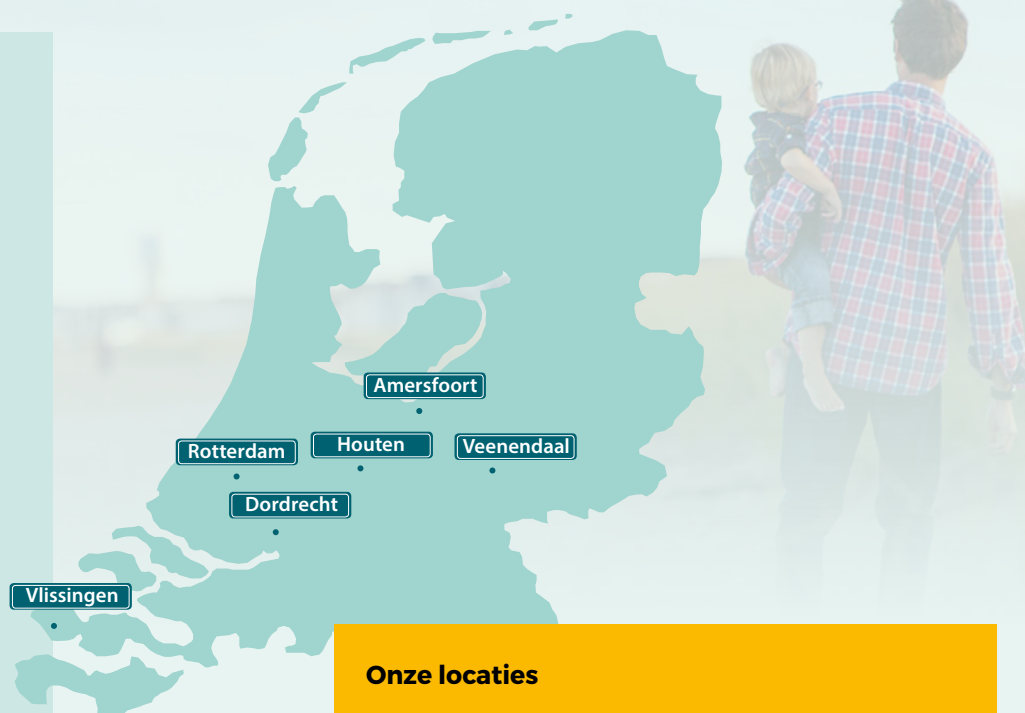 Amersfoort
Rotterdam
Houten
Veenendaal
Dordrecht
Vlissingen
Onze locaties